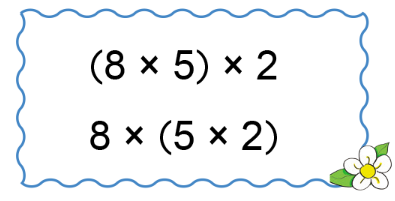 (8 × 5) × 2
8 × (5 × 2)